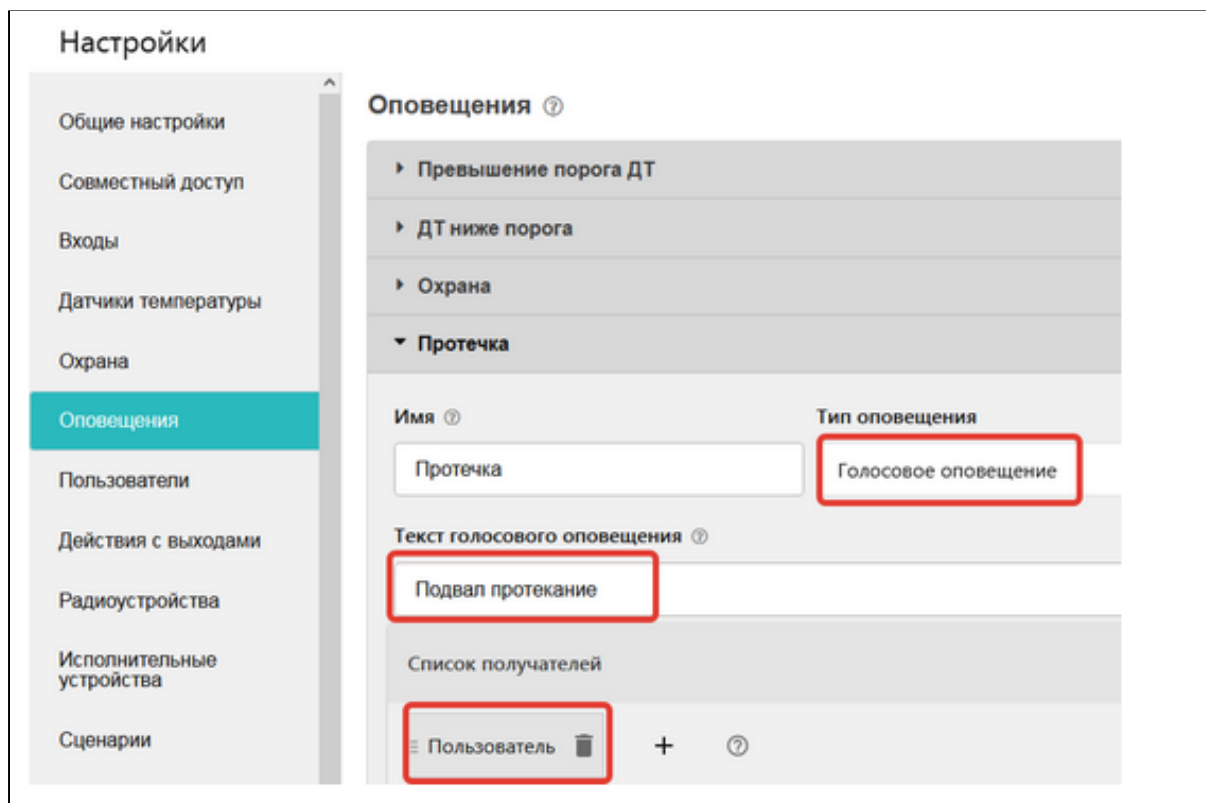 Настройки
Общие настройки
Совместный доступ
Входы
Датчики температуры
Охрана
Оповещения
Пользователи
Действия с выходами
Радиоустройства
Исполнительные
устройства
Сценарии
Оповещения
Превышение порога ДТ
ДТ ниже порога
Охрана
Протечка
Имя
Тип оповещения
Протечка
Голосовое оповещение
Текст голосового оповещения
Подвал протекание
Список получателей
Пользователь